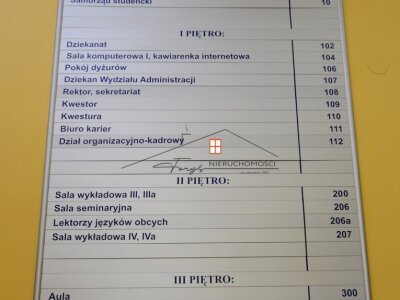 Samorząd studencki 10
I PIĘTRO:
Dziekanat 102
Sala komputerowa I, kawiarenka internetowa 104
Pokój dyżurów 106
Dziekan Wydziału Administracji 107
Rektor, sekretariat 108
Kwestor 109
Kwestura 110
Biuro karier 111
Dział organizacyjno-kadrowy 112
Forys NIERUCHOMOŚCI
II PIĘTRO:
Sala wykładowa III, IIIa 200
Sala seminaryjna 206
Lektorzy języków obcych 206a
Sala wykładowa IV, IVa 207
III PIĘTRO:
Aula 300